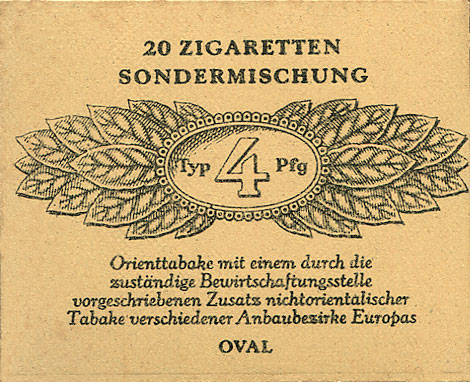 20 ZIGARETTEN
SONDERMISCHUNG
Typ 4 Pfg
Orienttabake mit einem durch die
zuständige Bewirtschaftungsstelle
vorgeschriebenen Zusatz nichtorientalischer
Tabake verschiedener Anbaubezirke Europas
OVAL